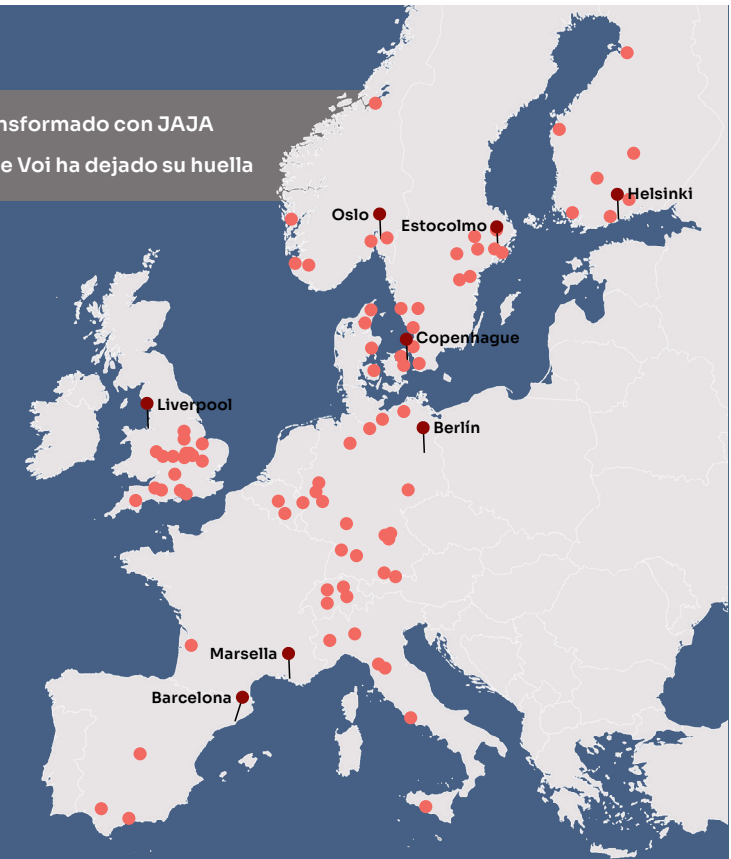 nsformado con JAJA
e Voi ha dejado su huella
Helsinki
Oslo
Estocolmo
Copenhague
Liverpool
Berlín
Marsella
Barcelona